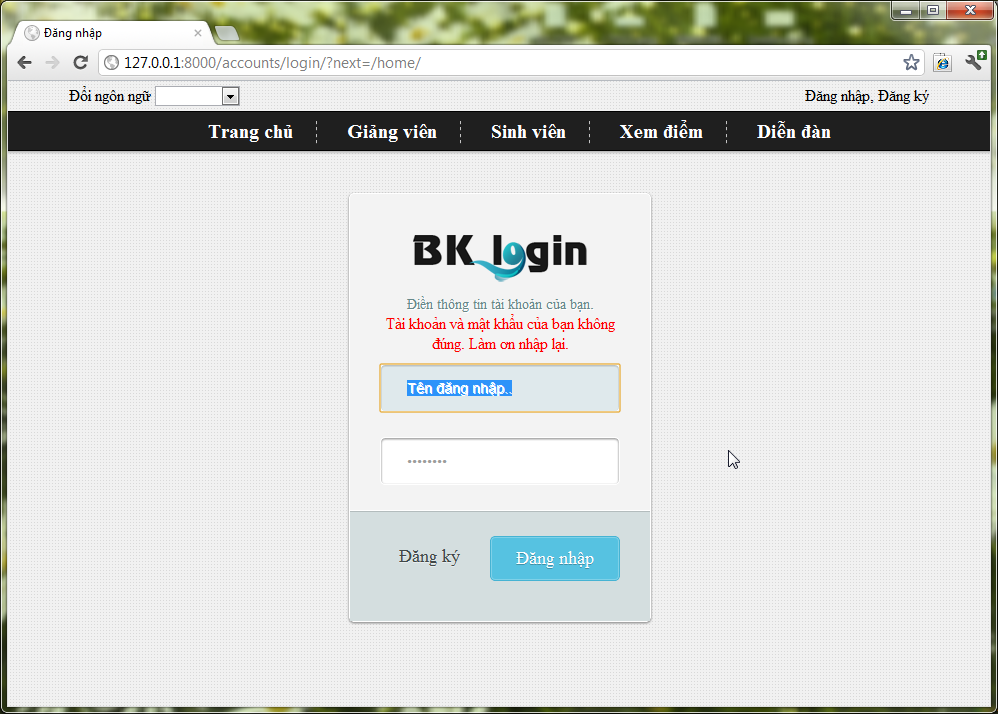 Đăng nhập
127.0.0.1:8000/accounts/login/?next=/home/
Đổi ngôn ngữ
Đăng nhập, Đăng ký
Trang chủ
Giảng viên
Sinh viên
Xem điểm
Diễn đàn
BK login
Điền thông tin tài khoản của bạn.
Tài khoản và mật khẩu của bạn không
đúng. Làm ơn nhập lại.
Tên đăng nhập..
Đăng ký
Đăng nhập